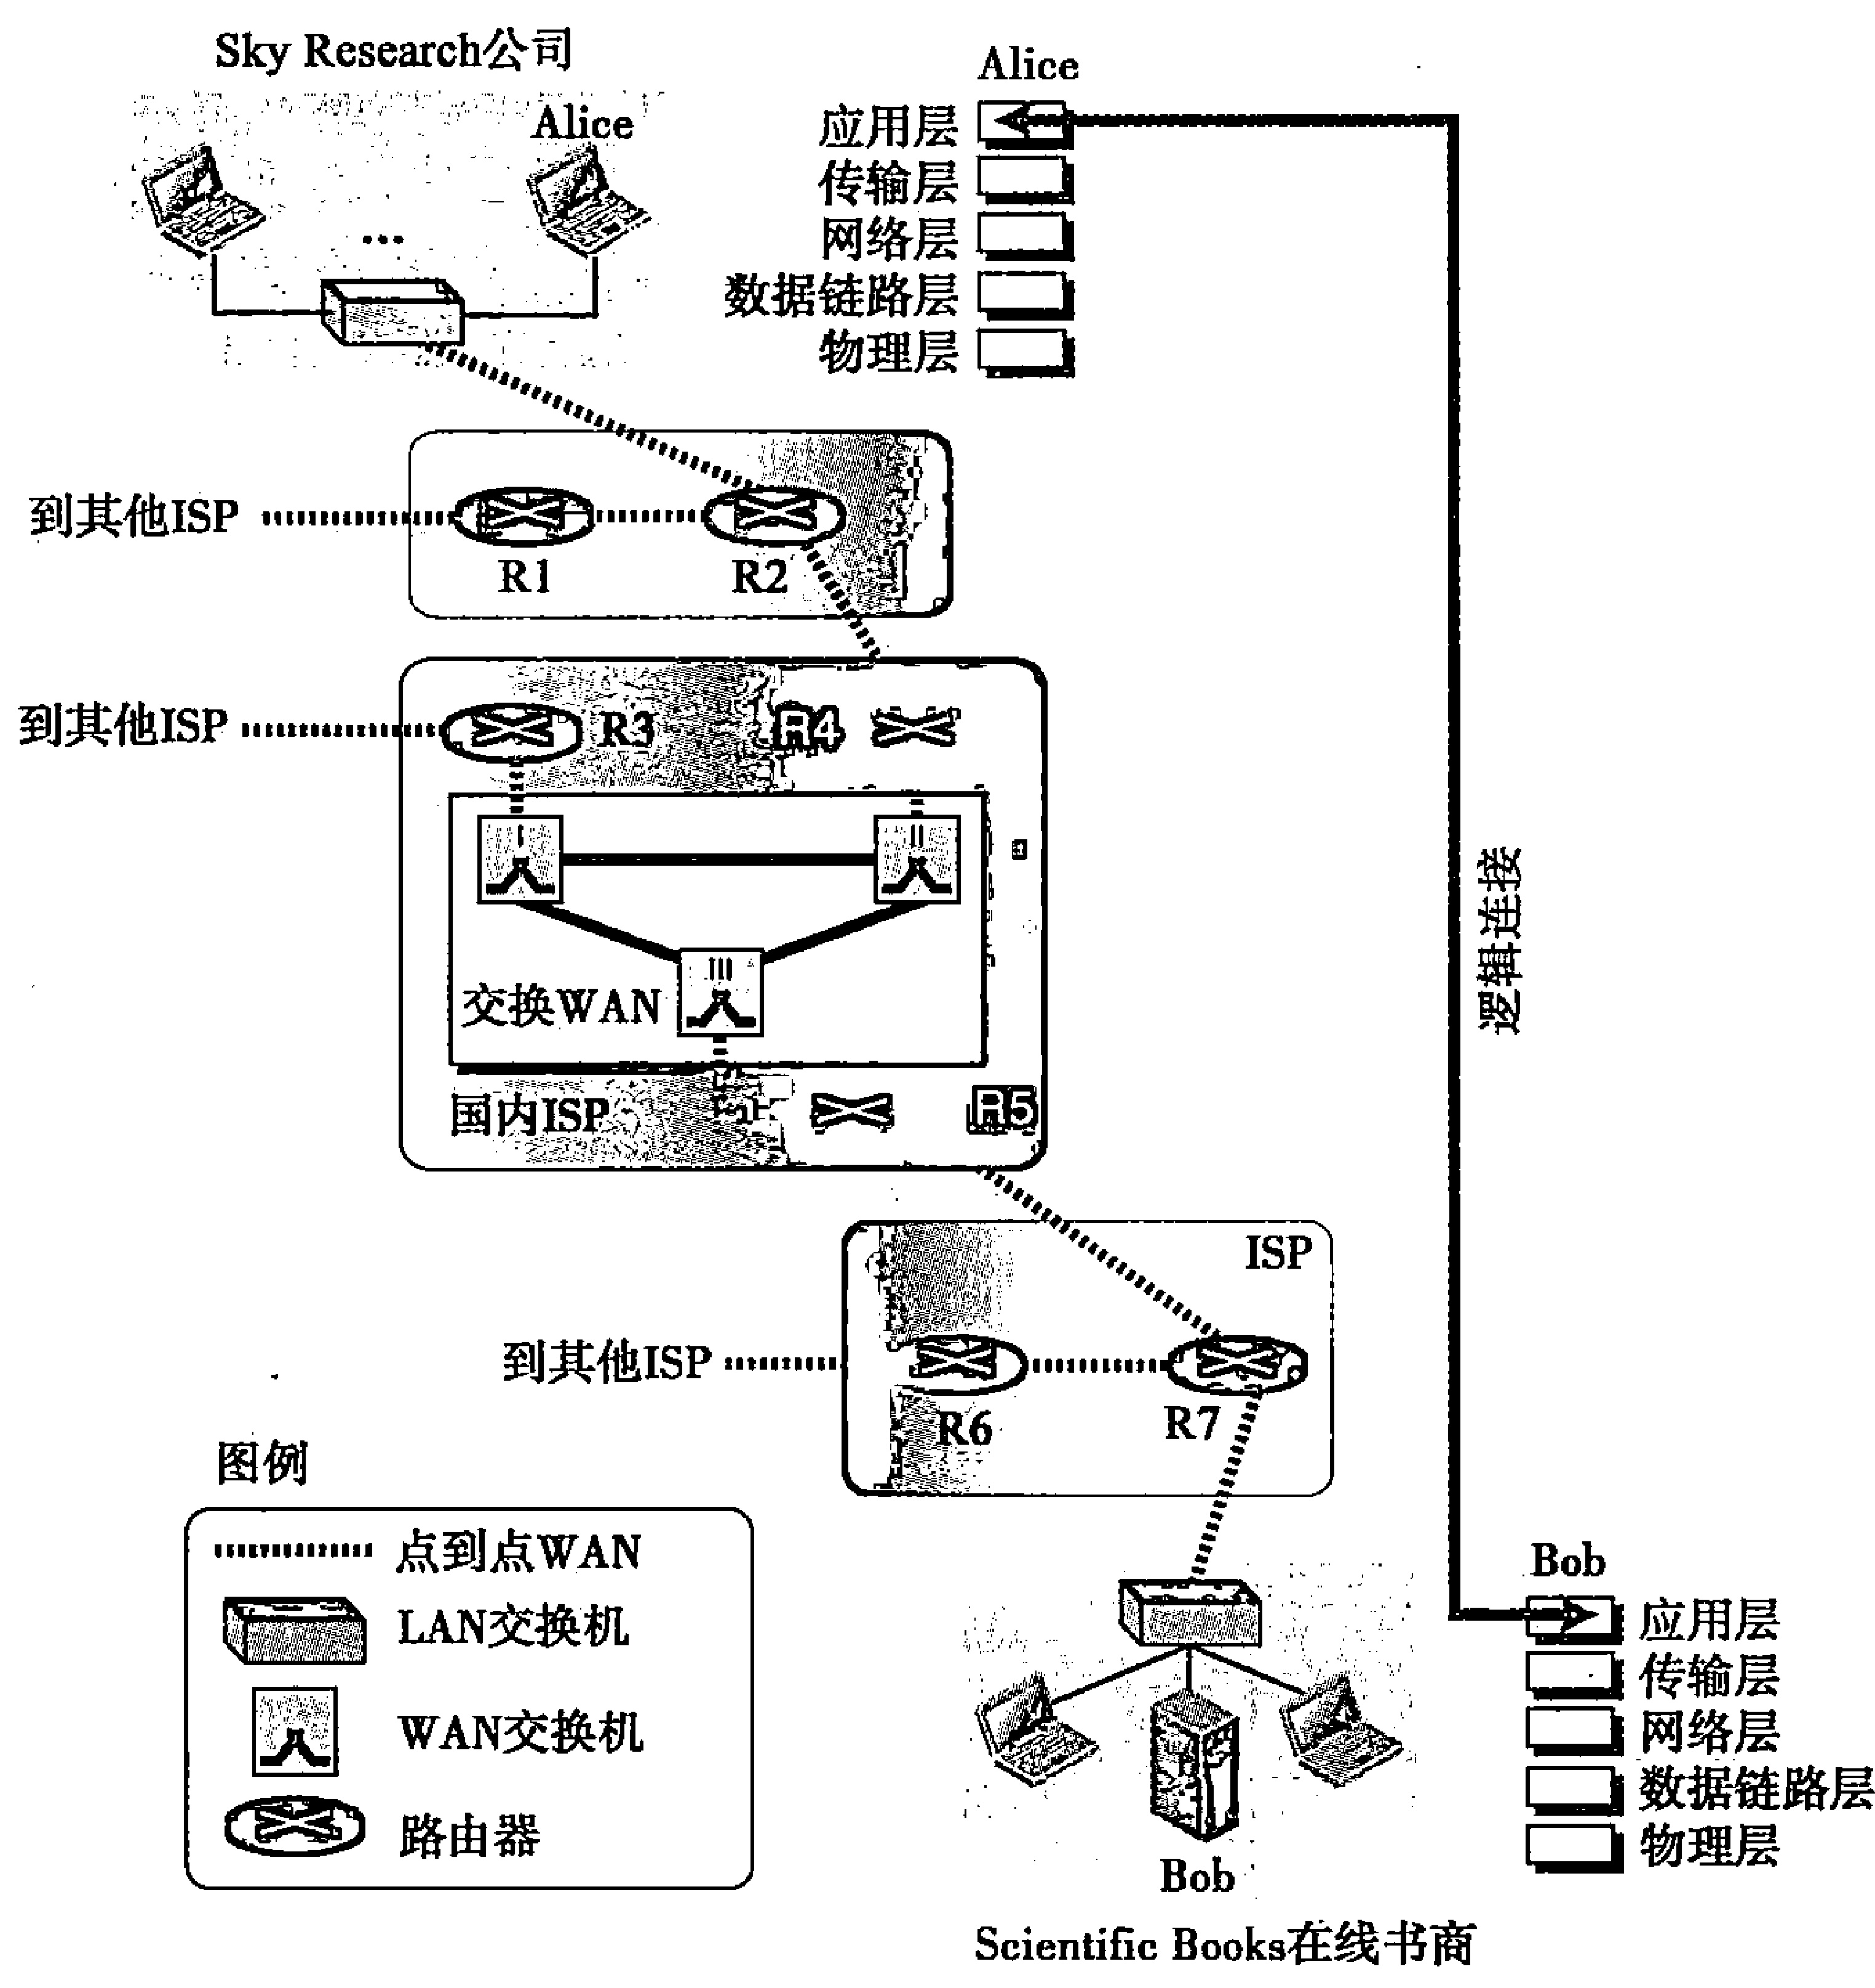 Sky Research公司
Alice
Alice
应用层
传输层
网络层
数据链路层
物理层
到其他ISP
R1
R2
到其他ISP
R3
R4
I
II
III
交换WAN
国内ISP
R5
逻辑连接
ISP
到其他ISP
R6
R7
图例
点到点WAN
LAN交换机
WAN交换机
路由器
Bob
应用层
传输层
网络层
数据链路层
物理层
Bob
Scientific Books在线书商